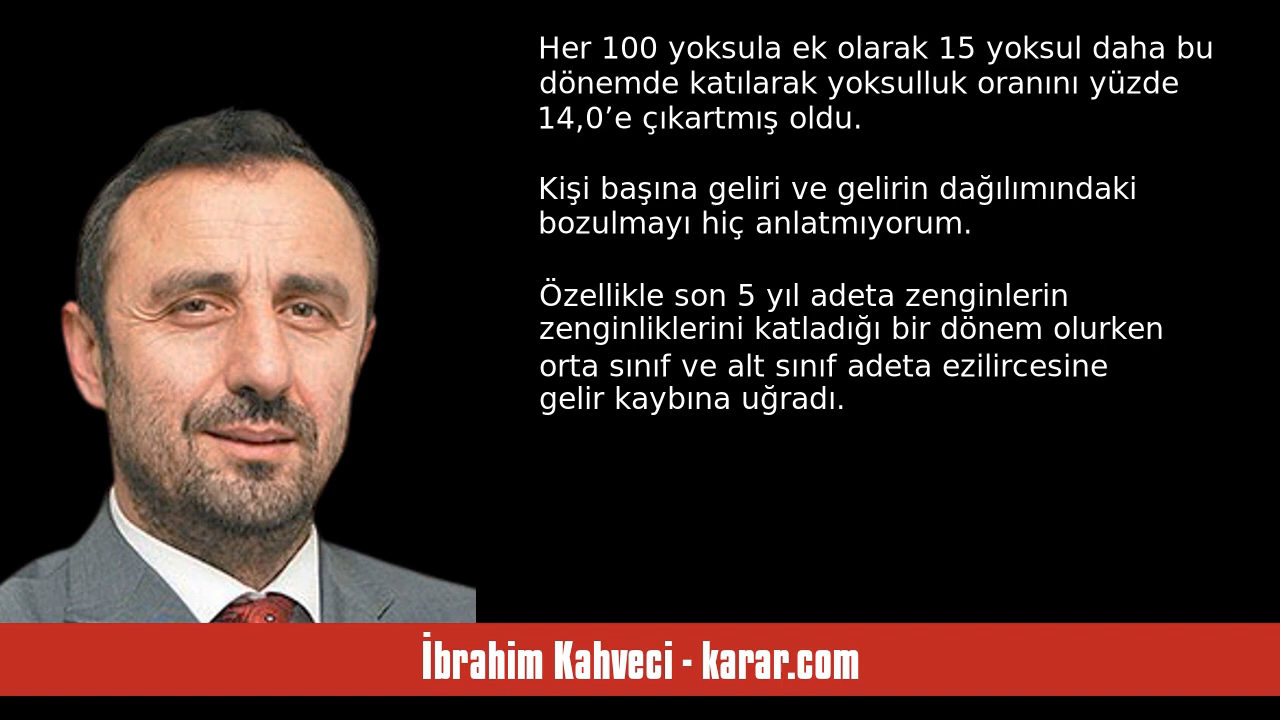 Her 100 yoksula ek olarak 15 yoksul daha bu
dönemde katılarak yoksulluk oranını yüzde
14,0’e çıkartmış oldu.
Kişi başına geliri ve gelirin dağılımındaki
bozulmayı hiç anlatmıyorum.
Özellikle son 5 yıl adeta zenginlerin
zenginliklerini katladığı bir dönem olurken
orta sınıf ve alt sınıf adeta ezilircesine
gelir kaybına uğradı.
İbrahim Kahveci - karar.com